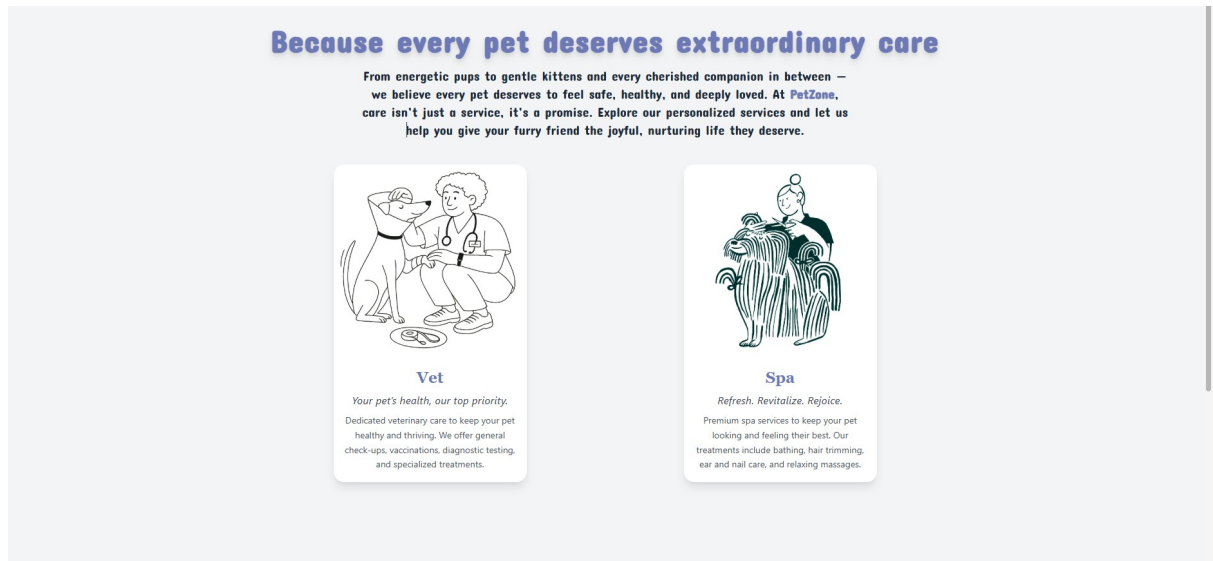 Because every pet deserves extraordinary care
From energetic pups to gentle kittens and every cherished companion in between —
we believe every pet deserves to feel safe, healthy, and deeply loved. At PetZone,
care isn't just a service, it's a promise. Explore our personalized services and let us
help you give your furry friend the joyful, nurturing life they deserve.
Vet
Your pet's health, our top priority.
Dedicated veterinary care to keep your pet
healthy and thriving. We offer general
check-ups, vaccinations, diagnostic testing,
and specialized treatments.
Spa
Refresh. Revitalize. Rejoice.
Premium spa services to keep your pet
looking and feeling their best. Our
treatments include bathing, hair trimming,
ear and nail care, and relaxing massages.